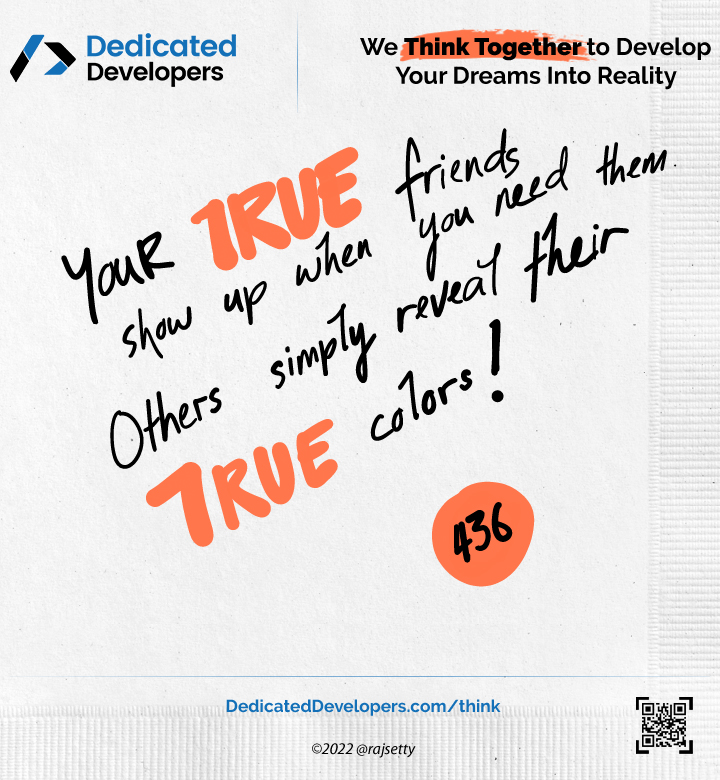 Dedicated
Developers
We Think Together to Develop
Your Dreams Into Reality
Your TRUE friends
show up when you need them.
Others simply reveal their
TRUE colors!
436
DedicatedDevelopers.com/think
©2022 @rajsetty